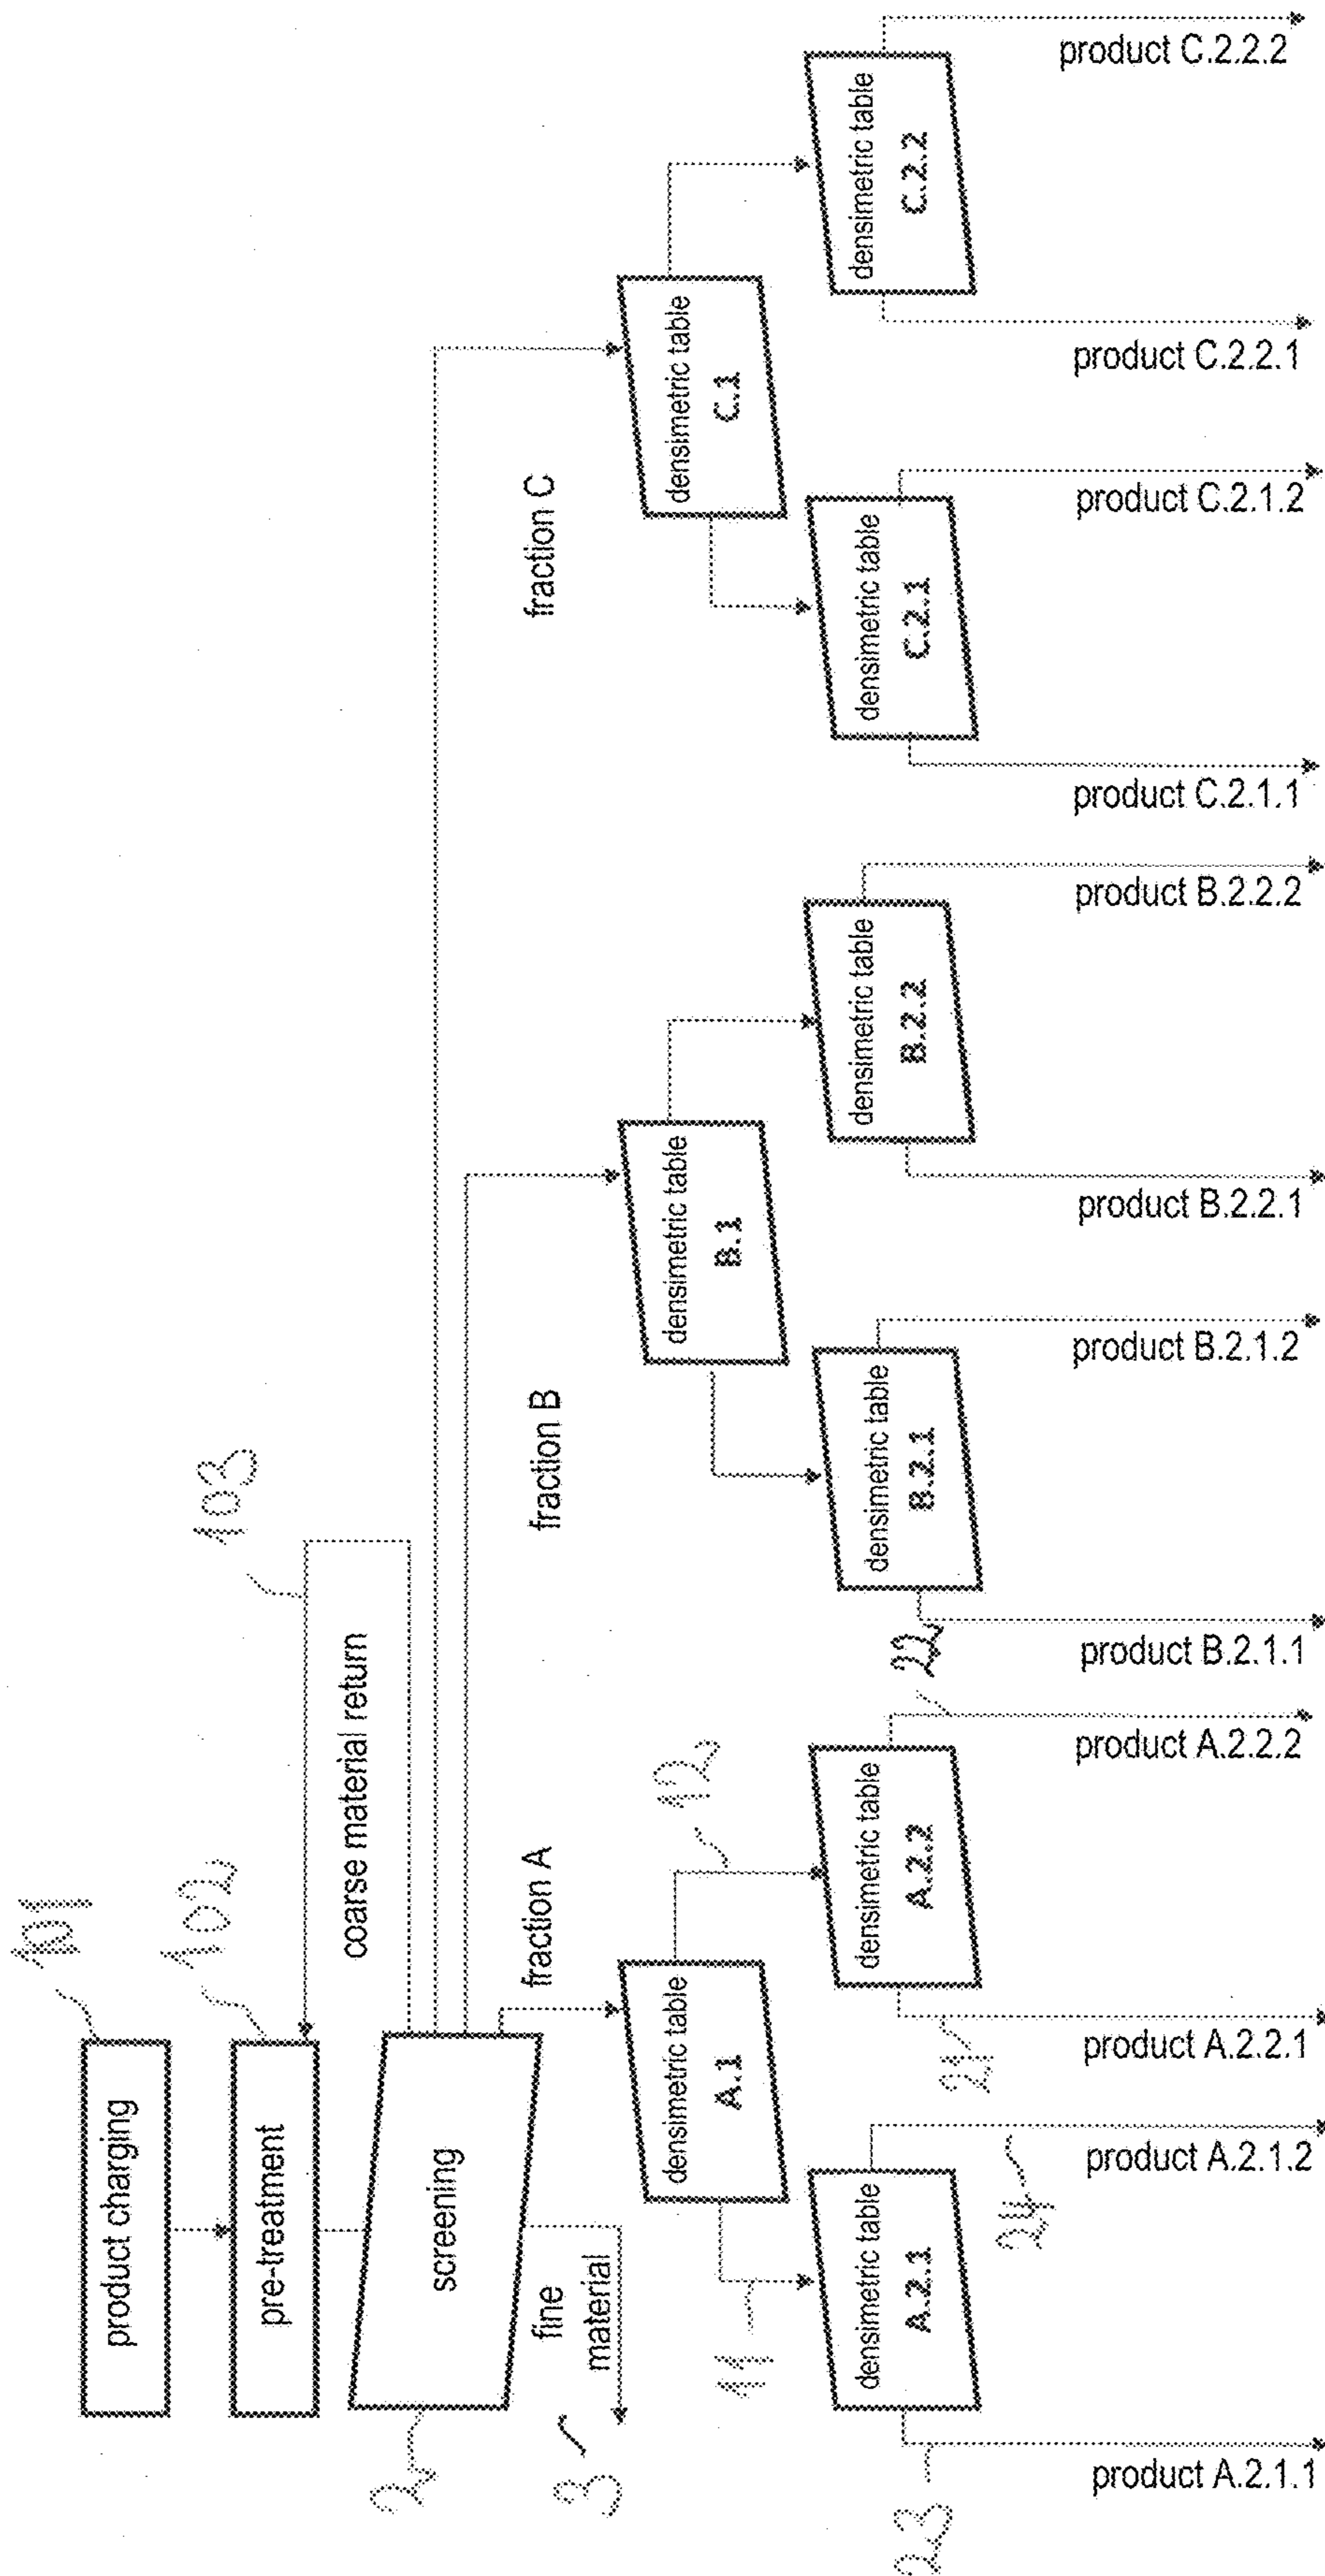 101
product charging
102
pre-treatment
103
coarse material return
2
screening
3
fine
material
fraction A
fraction B
fraction C
densimetric table
A.1
densimetric table
B.1
densimetric table
C.1
11
12
densimetric table
A.2.1
densimetric table
A.2.2
densimetric table
B.2.1
densimetric table
B.2.2
densimetric table
C.2.1
densimetric table
C.2.2
23
24
21
22
product A.2.1.1
product A.2.1.2
product A.2.2.1
product A.2.2.2
product B.2.1.1
product B.2.1.2
product B.2.2.1
product B.2.2.2
product C.2.1.1
product C.2.1.2
product C.2.2.1
product C.2.2.2